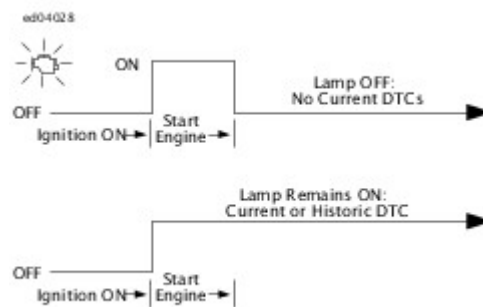 ed04028
ON
Lamp OFF:
No Current DTCs
OFF
Start
Ignition ON
Engine
Lamp Remains ON:
Current or Historic DTC
OFF
Start
Ignition ON
Engine